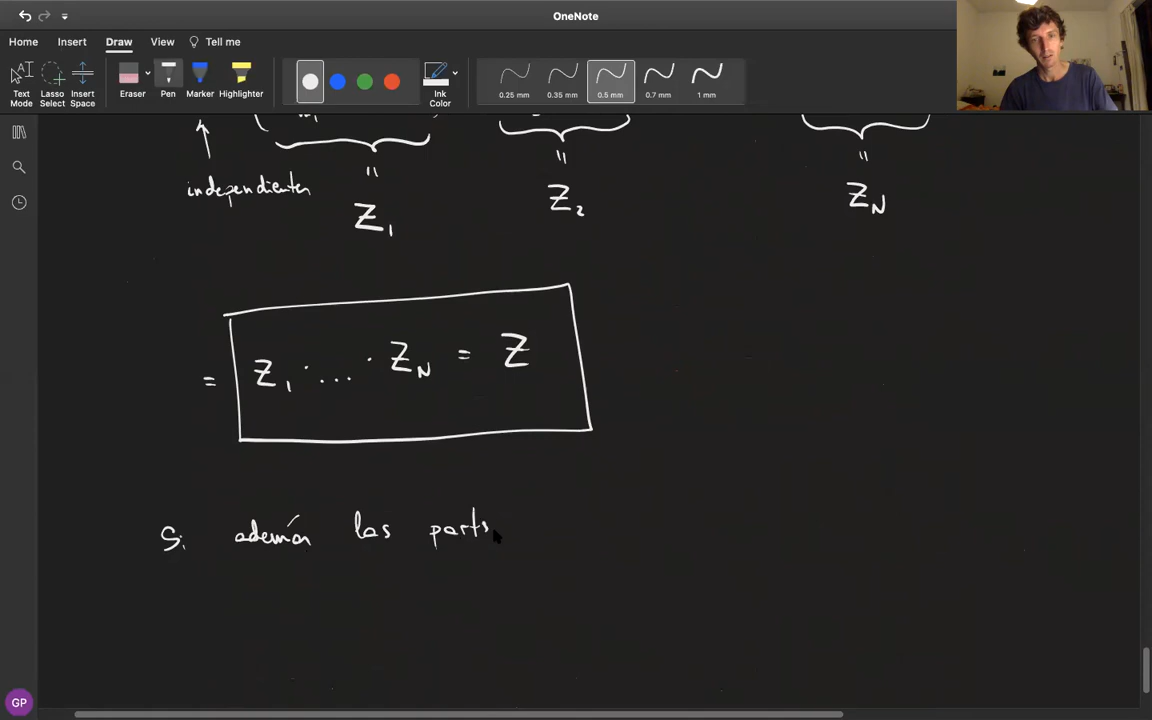 OneNote
Home Insert Draw View Tell me
Text Mode Lasso Select Insert Space Eraser Pen Marker Highlighter Ink Color 0.25 mm 0.35 mm 0.5 mm 0.7 mm 1 mm
independientes
= = =
Z₁ Z₂ Z_N
= Z₁ · ... · Z_N = Z
Si además las parts
GP